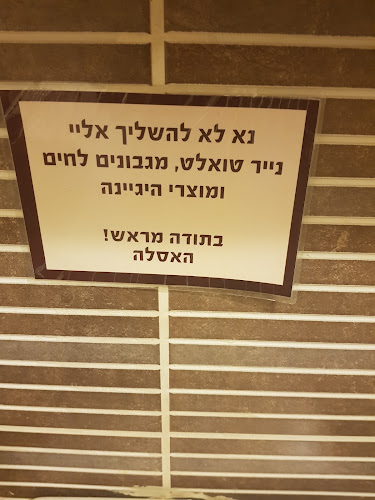 נא לא להשליך אליי
נייר טואלט, מגבונים לחים
ומוצרי היגיינה
בתודה מראש!
האסלה